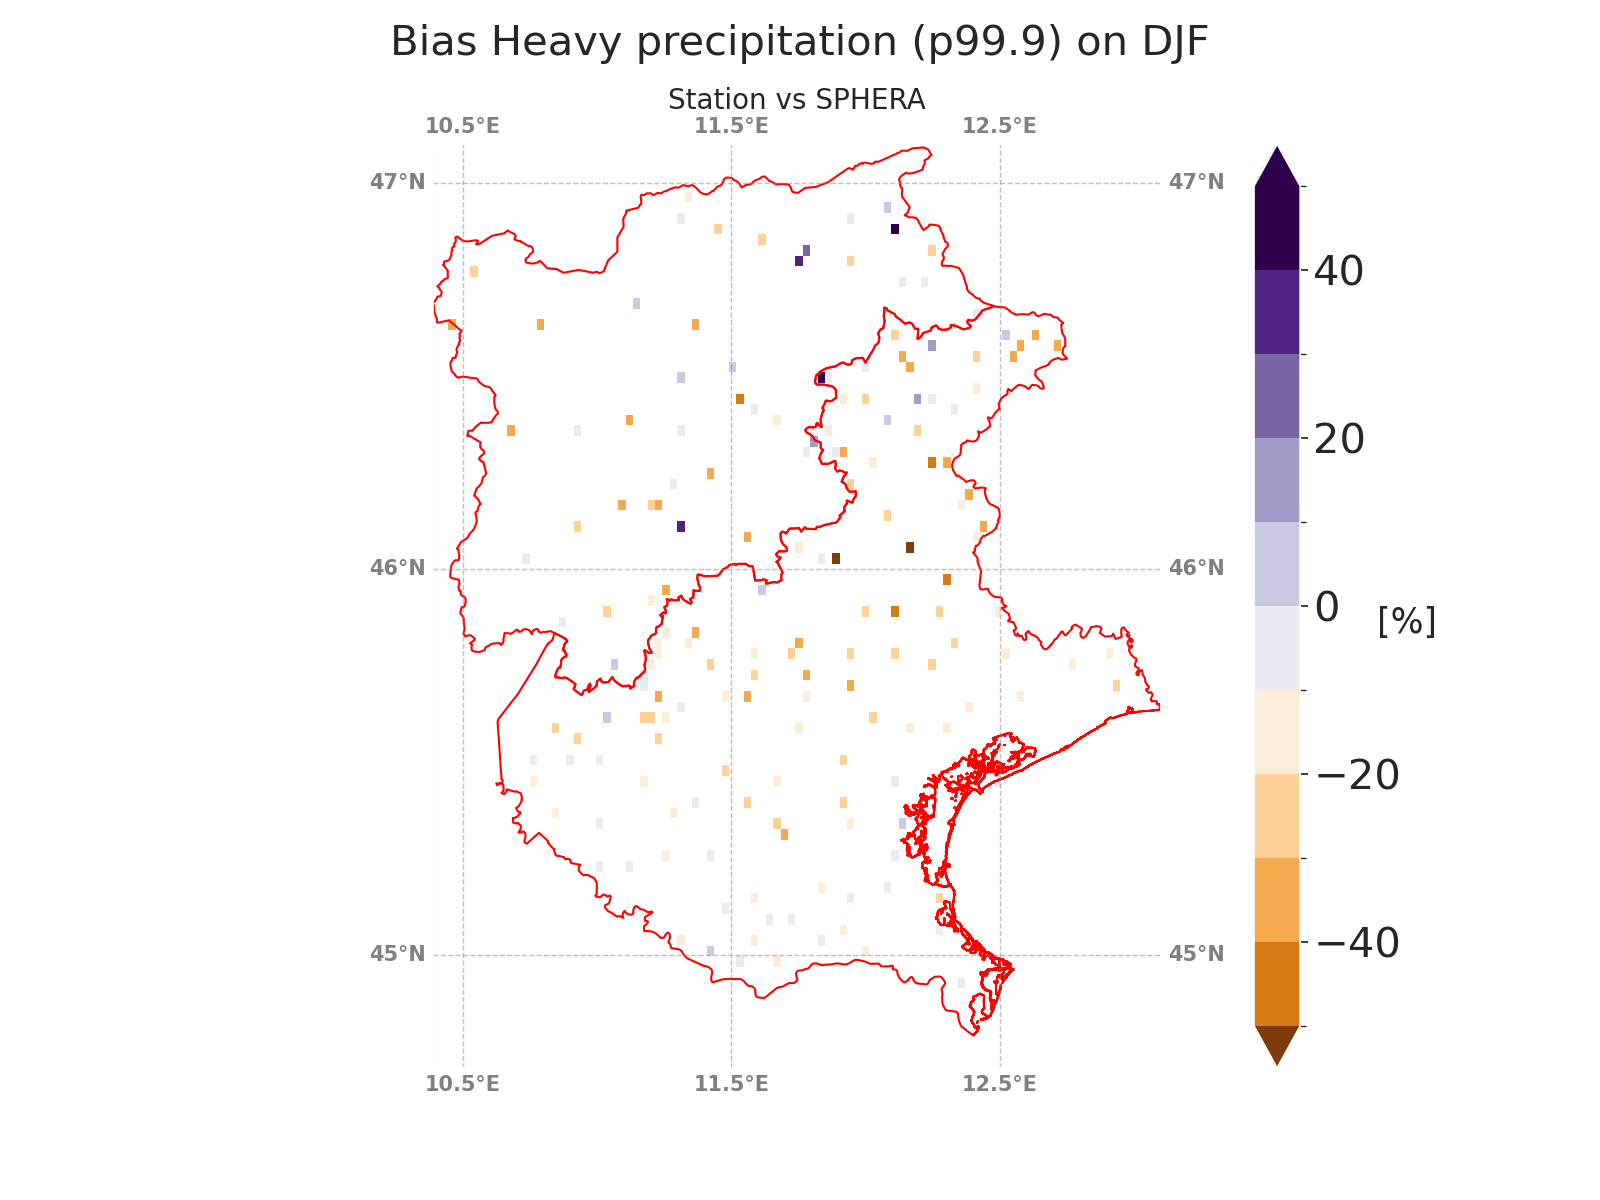 Bias Heavy precipitation (p99.9) on DJF
Station vs SPHERA
10.5°E 11.5°E 12.5°E
47°N 47°N
46°N 46°N
45°N 45°N
10.5°E 11.5°E 12.5°E
40
20
0
−20
−40
[%]